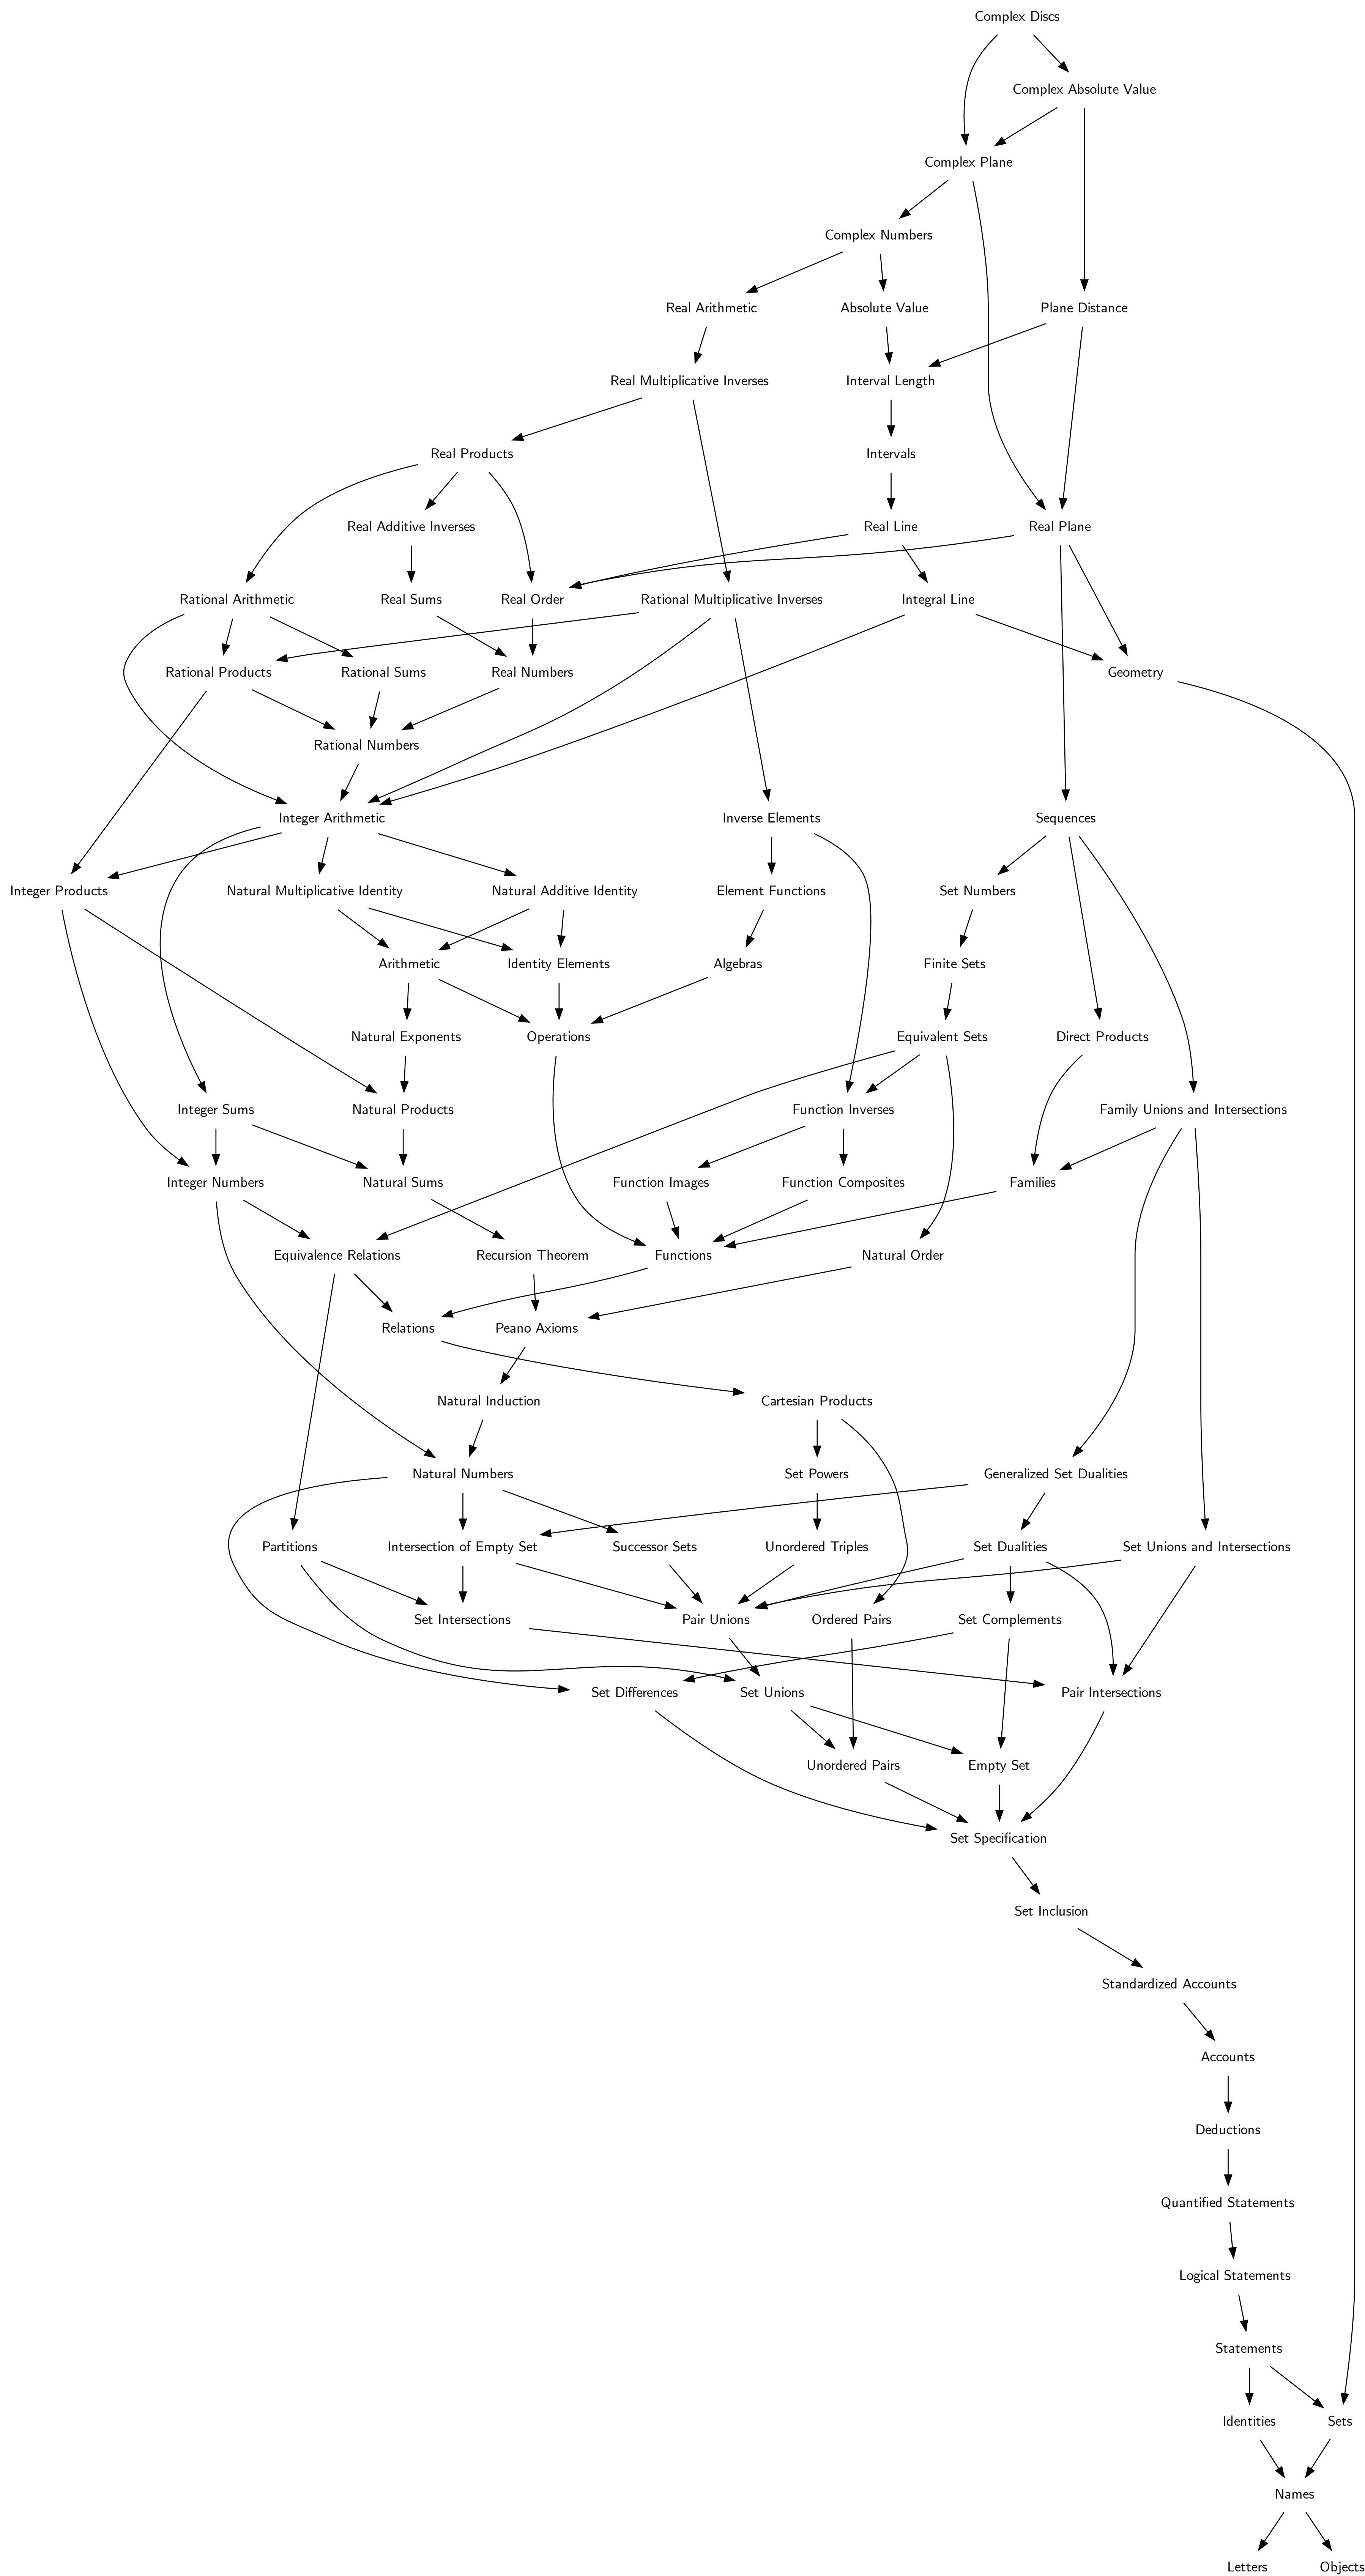 Complex Discs
Complex Absolute Value
Complex Plane
Complex Numbers
Real Arithmetic
Absolute Value
Plane Distance
Real Multiplicative Inverses
Interval Length
Real Products
Intervals
Real Additive Inverses
Real Line
Real Plane
Rational Arithmetic
Real Sums
Real Order
Rational Multiplicative Inverses
Integral Line
Rational Products
Rational Sums
Real Numbers
Geometry
Rational Numbers
Integer Arithmetic
Inverse Elements
Sequences
Integer Products
Natural Multiplicative Identity
Natural Additive Identity
Element Functions
Set Numbers
Arithmetic
Identity Elements
Algebras
Finite Sets
Natural Exponents
Operations
Equivalent Sets
Direct Products
Integer Sums
Natural Products
Function Inverses
Family Unions and Intersections
Integer Numbers
Natural Sums
Function Images
Function Composites
Families
Equivalence Relations
Recursion Theorem
Functions
Natural Order
Relations
Peano Axioms
Natural Induction
Cartesian Products
Natural Numbers
Set Powers
Generalized Set Dualities
Partitions
Intersection of Empty Set
Successor Sets
Unordered Triples
Set Dualities
Set Unions and Intersections
Set Intersections
Pair Unions
Ordered Pairs
Set Complements
Set Differences
Set Unions
Pair Intersections
Unordered Pairs
Empty Set
Set Specification
Set Inclusion
Standardized Accounts
Accounts
Deductions
Quantified Statements
Logical Statements
Statements
Identities
Sets
Names
Letters
Objects